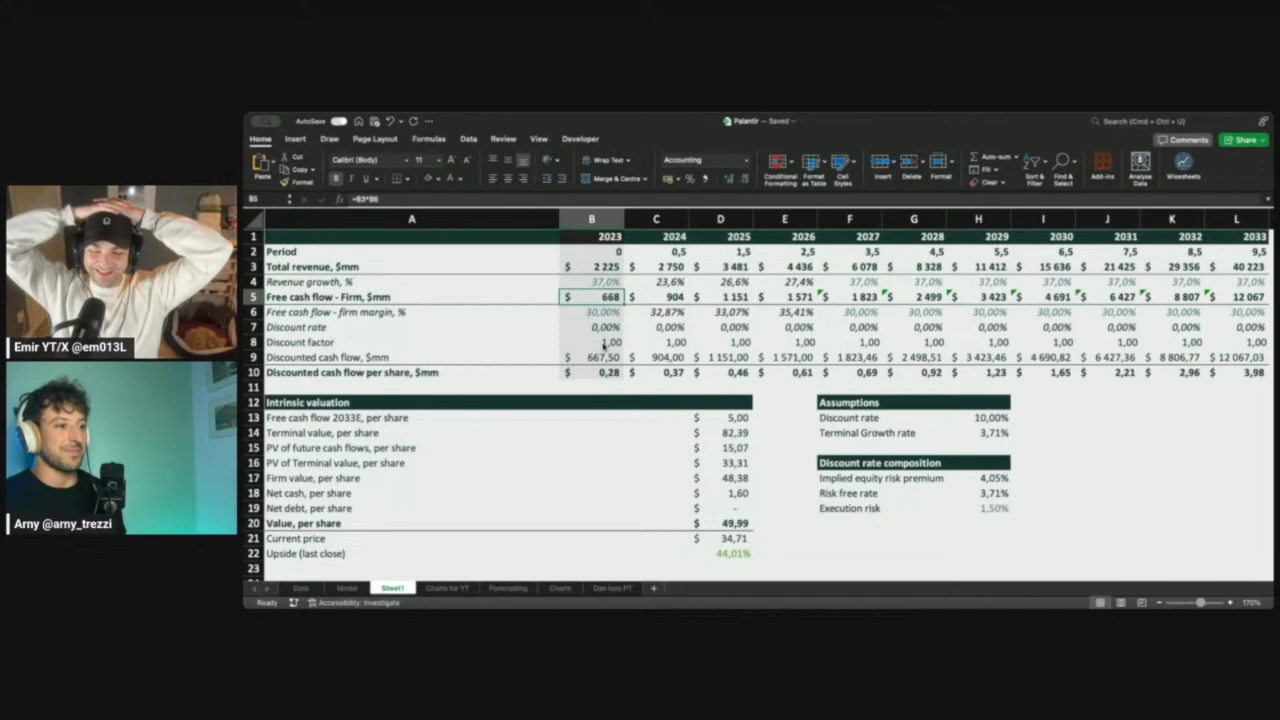 AutoSave
Palantir — Saved
Search (Cmd + Ctrl + U)
Home Insert Draw Page Layout Formulas Data Review View Developer
Comments Share
Paste Cut Copy Format
Calibri (Body) 11
Wrap Text
Merge & Centre
Accounting
Conditional Formatting
Format as Table
Cell Styles
Insert Delete Format
Auto-sum
Fill
Clear
Sort & Filter
Find & Select
Add-ins
Analyse Data
Wisesheets
B5 fx =B3*B6
A B C D E F G H I J K L
1 2023 2024 2025 2026 2027 2028 2029 2030 2031 2032 2033
2 Period 0 0,5 1,5 2,5 3,5 4,5 5,5 6,5 7,5 8,5 9,5
3 Total revenue, $mm $ 2 225 $ 2 750 $ 3 481 $ 4 436 $ 6 078 $ 8 328 $ 11 412 $ 15 636 $ 21 425 $ 29 356 $ 40 223
4 Revenue growth, % 37,0% 23,6% 26,6% 27,4% 37,0% 37,0% 37,0% 37,0% 37,0% 37,0% 37,0%
5 Free cash flow - Firm, $mm $ 668 $ 904 $ 1 151 $ 1 571 $ 1 823 $ 2 499 $ 3 423 $ 4 691 $ 6 427 $ 8 807 $ 12 067
6 Free cash flow - firm margin, % 30,00% 32,87% 33,07% 35,41% 30,00% 30,00% 30,00% 30,00% 30,00% 30,00% 30,00%
7 Discount rate 0,00% 0,00% 0,00% 0,00% 0,00% 0,00% 0,00% 0,00% 0,00% 0,00% 0,00%
8 Discount factor 1,00 1,00 1,00 1,00 1,00 1,00 1,00 1,00 1,00 1,00 1,00
9 Discounted cash flow, $mm $ 667,50 $ 904,00 $ 1 151,00 $ 1 571,00 $ 1 823,46 $ 2 498,51 $ 3 423,46 $ 4 690,82 $ 6 427,36 $ 8 806,77 $ 12 067,03
10 Discounted cash flow per share, $mm $ 0,28 $ 0,37 $ 0,46 $ 0,61 $ 0,69 $ 0,92 $ 1,23 $ 1,65 $ 2,21 $ 2,96 $ 3,98
11
12 Intrinsic valuation Assumptions
13 Free cash flow 2033E, per share $ 5,00 Discount rate 10,00%
14 Terminal value, per share $ 82,39 Terminal Growth rate 3,71%
15 PV of future cash flows, per share $ 15,07
16 PV of Terminal value, per share $ 33,31 Discount rate composition
17 Firm value, per share $ 48,38 Implied equity risk premium 4,05%
18 Net cash, per share $ 1,60 Risk free rate 3,71%
19 Net debt, per share $ - Execution risk 1,50%
20 Value, per share $ 49,99
21 Current price $ 34,71
22 Upside (last close) 44,01%
23
Data Model Sheet1 Charts for YT Forecasting Charts Dan Ives PT +
Ready Accessibility: Investigate 170%
Emir YT/X @em013L
Arny @arny_trezzi